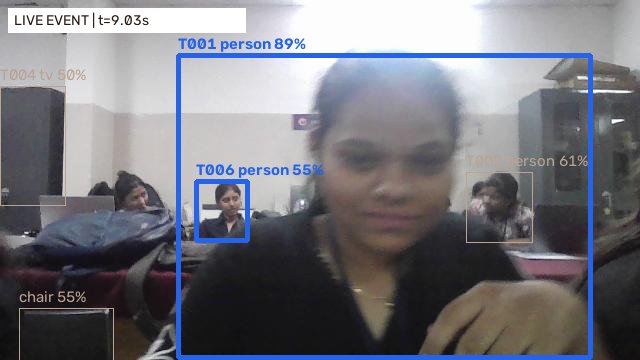 LIVE EVENT | t=9.03s
T001 person 89%
T004 tv 50%
person 61%
T006 person 55%
chair 55%